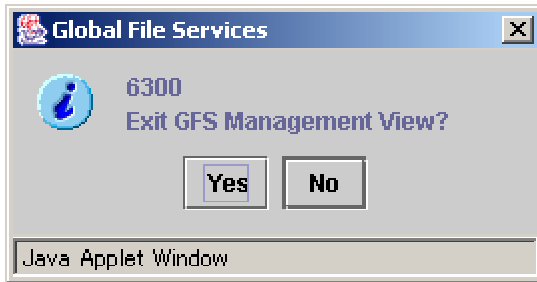 Global File Services
6300
Exit GFS Management View?
Yes No
Java Applet Window